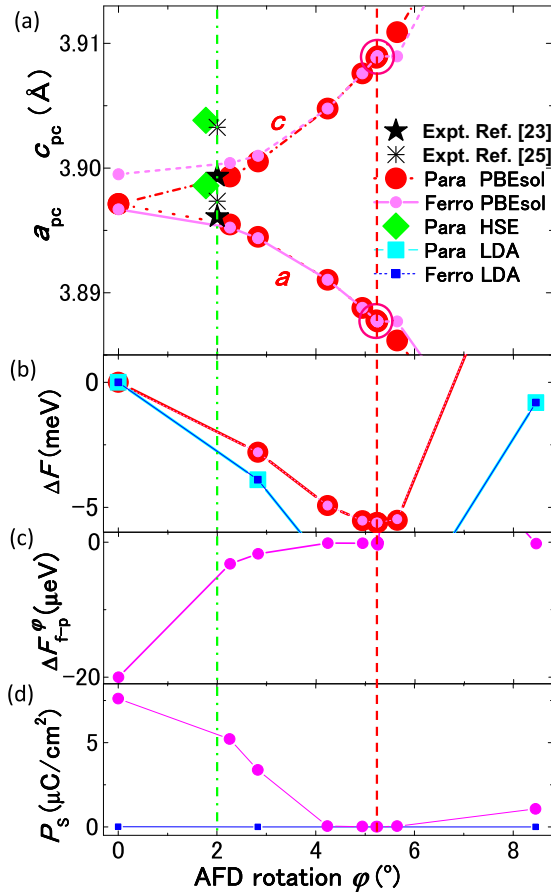 (a)
3.91
3.90
3.89
a_pc c_pc (Å)
c
a
Expt. Ref. [23]
Expt. Ref. [25]
Para PBEsol
Ferro PBEsol
Para HSE
Para LDA
Ferro LDA
(b)
0
-5
ΔF(meV)
(c)
0
-20
ΔF^φ_f-p(μeV)
(d)
5
0
P_S(μC/cm²)
0 2 4 6 8
AFD rotation φ(°)